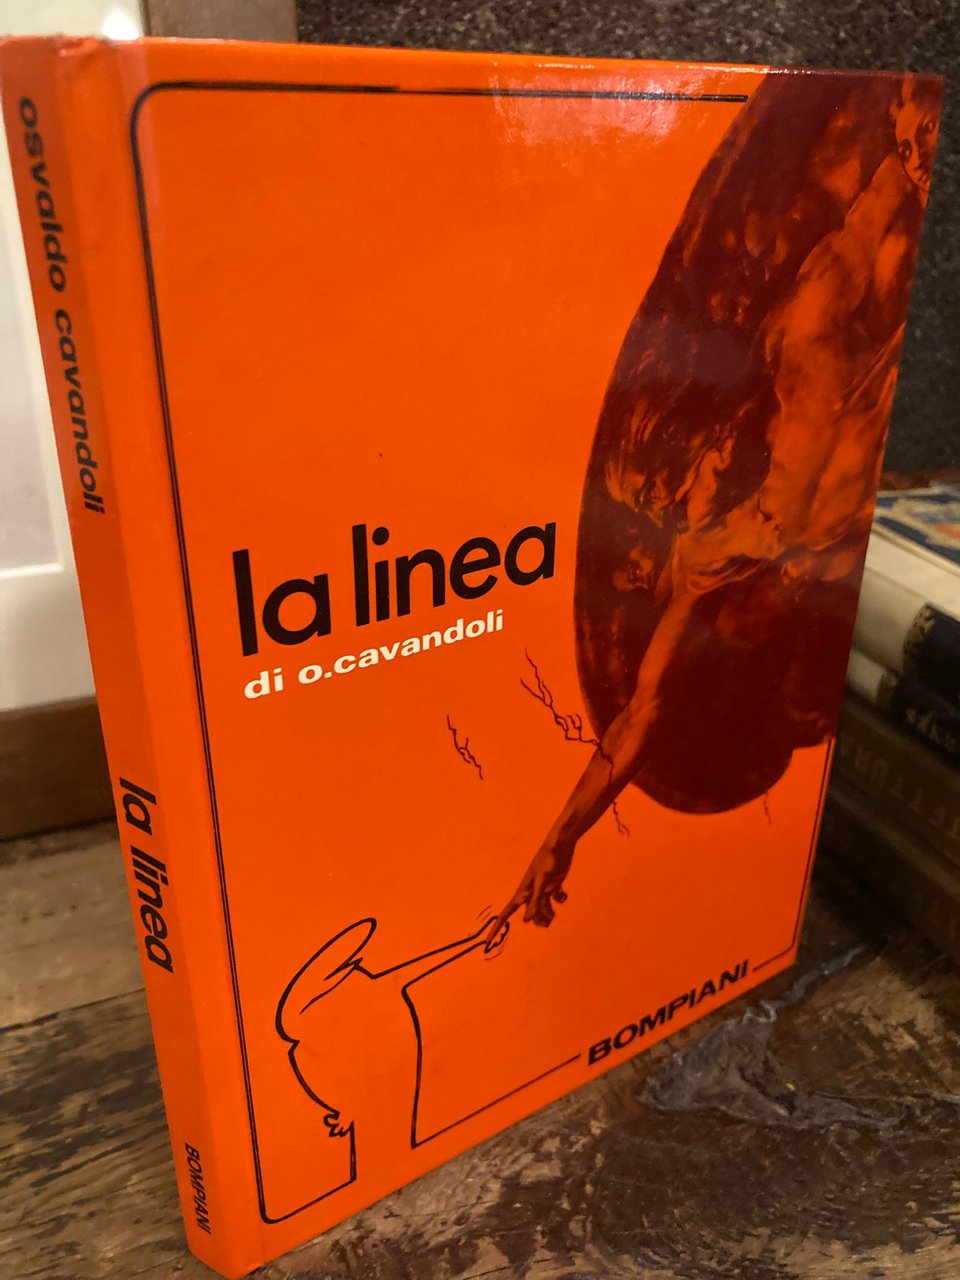 osvaldo cavandoli
la linea
BOMPIANI
la linea
di o.cavandoli
BOMPIANI